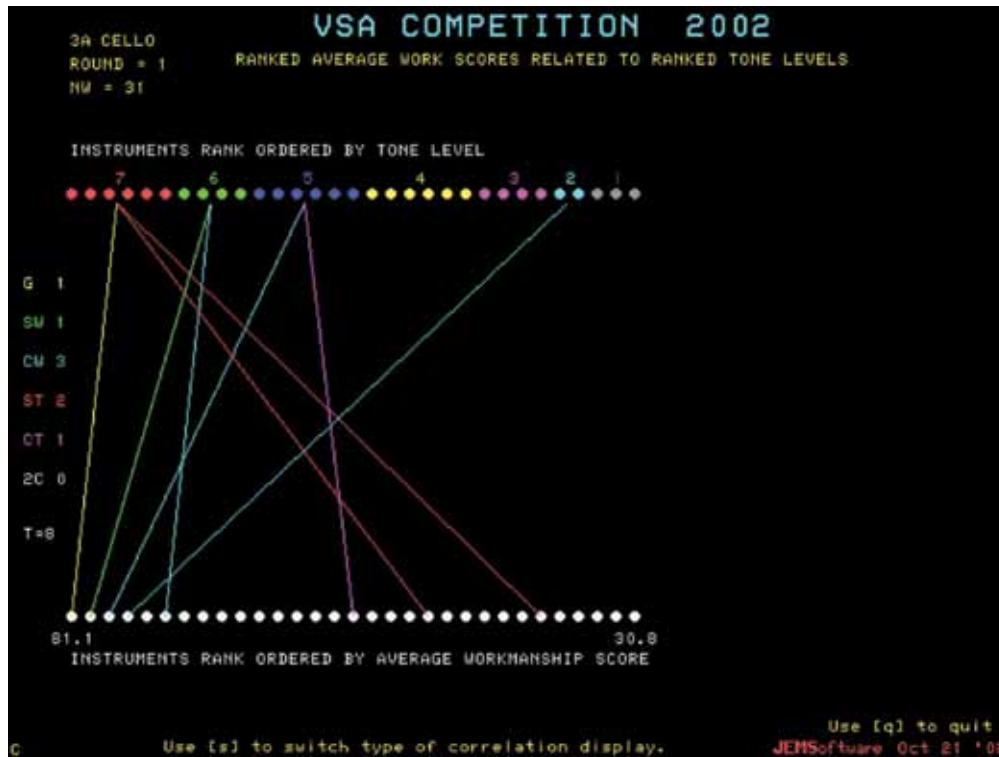 VSA COMPETITION 2002
3A CELLO
ROUND = 1
RANKED AVERAGE WORK SCORES RELATED TO RANKED TONE LEVELS
NW = 31
INSTRUMENTS RANK ORDERED BY TONE LEVEL
7 6 5 4 3 2 1
G 1
SW 1
CW 3
ST 2
CT 1
2C 0
T=8
81.1 30.8
INSTRUMENTS RANK ORDERED BY AVERAGE WORKMANSHIP SCORE
Use [q] to quit
C Use [s] to switch type of correlation display.
JEMSoftware Oct 21